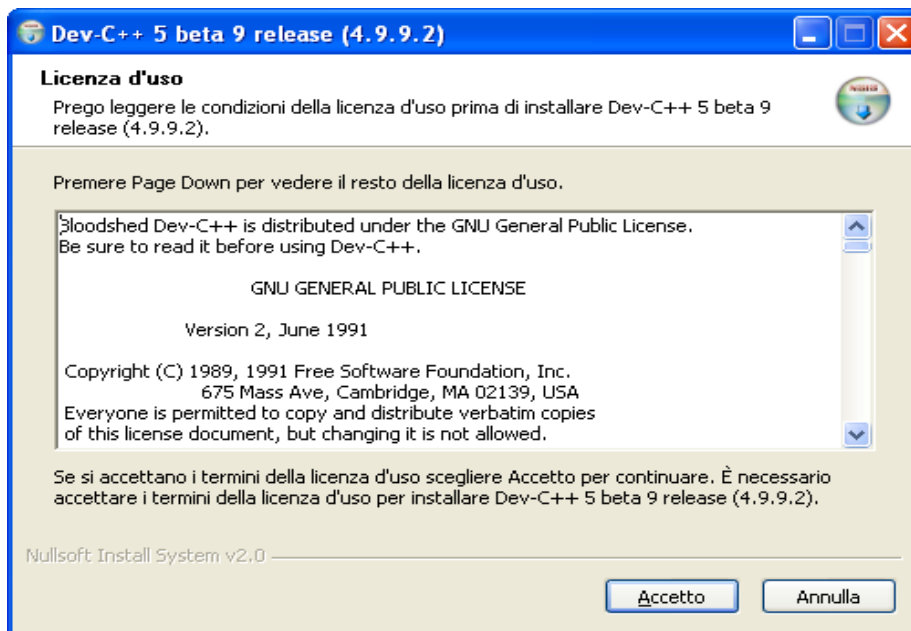 Dev-C++ 5 beta 9 release (4.9.9.2)
Licenza d'uso
Prego leggere le condizioni della licenza d'uso prima di installare Dev-C++ 5 beta 9
release (4.9.9.2).
Premere Page Down per vedere il resto della licenza d'uso.
Bloodshed Dev-C++ is distributed under the GNU General Public License.
Be sure to read it before using Dev-C++.
GNU GENERAL PUBLIC LICENSE
Version 2, June 1991
Copyright (C) 1989, 1991 Free Software Foundation, Inc.
675 Mass Ave, Cambridge, MA 02139, USA
Everyone is permitted to copy and distribute verbatim copies
of this license document, but changing it is not allowed.
Se si accettano i termini della licenza d'uso scegliere Accetto per continuare. È necessario
accettare i termini della licenza d'uso per installare Dev-C++ 5 beta 9 release (4.9.9.2).
Nullsoft Install System v2.0
Accetto
Annulla